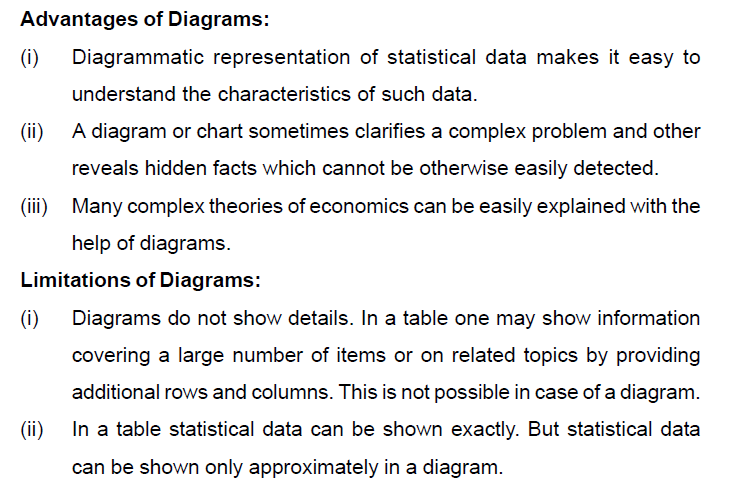 Advantages of Diagrams:
(i) Diagrammatic representation of statistical data makes it easy to
understand the characteristics of such data.
(ii) A diagram or chart sometimes clarifies a complex problem and other
reveals hidden facts which cannot be otherwise easily detected.
(iii) Many complex theories of economics can be easily explained with the
help of diagrams.
Limitations of Diagrams:
(i) Diagrams do not show details. In a table one may show information
covering a large number of items or on related topics by providing
additional rows and columns. This is not possible in case of a diagram.
(ii) In a table statistical data can be shown exactly. But statistical data
can be shown only approximately in a diagram.